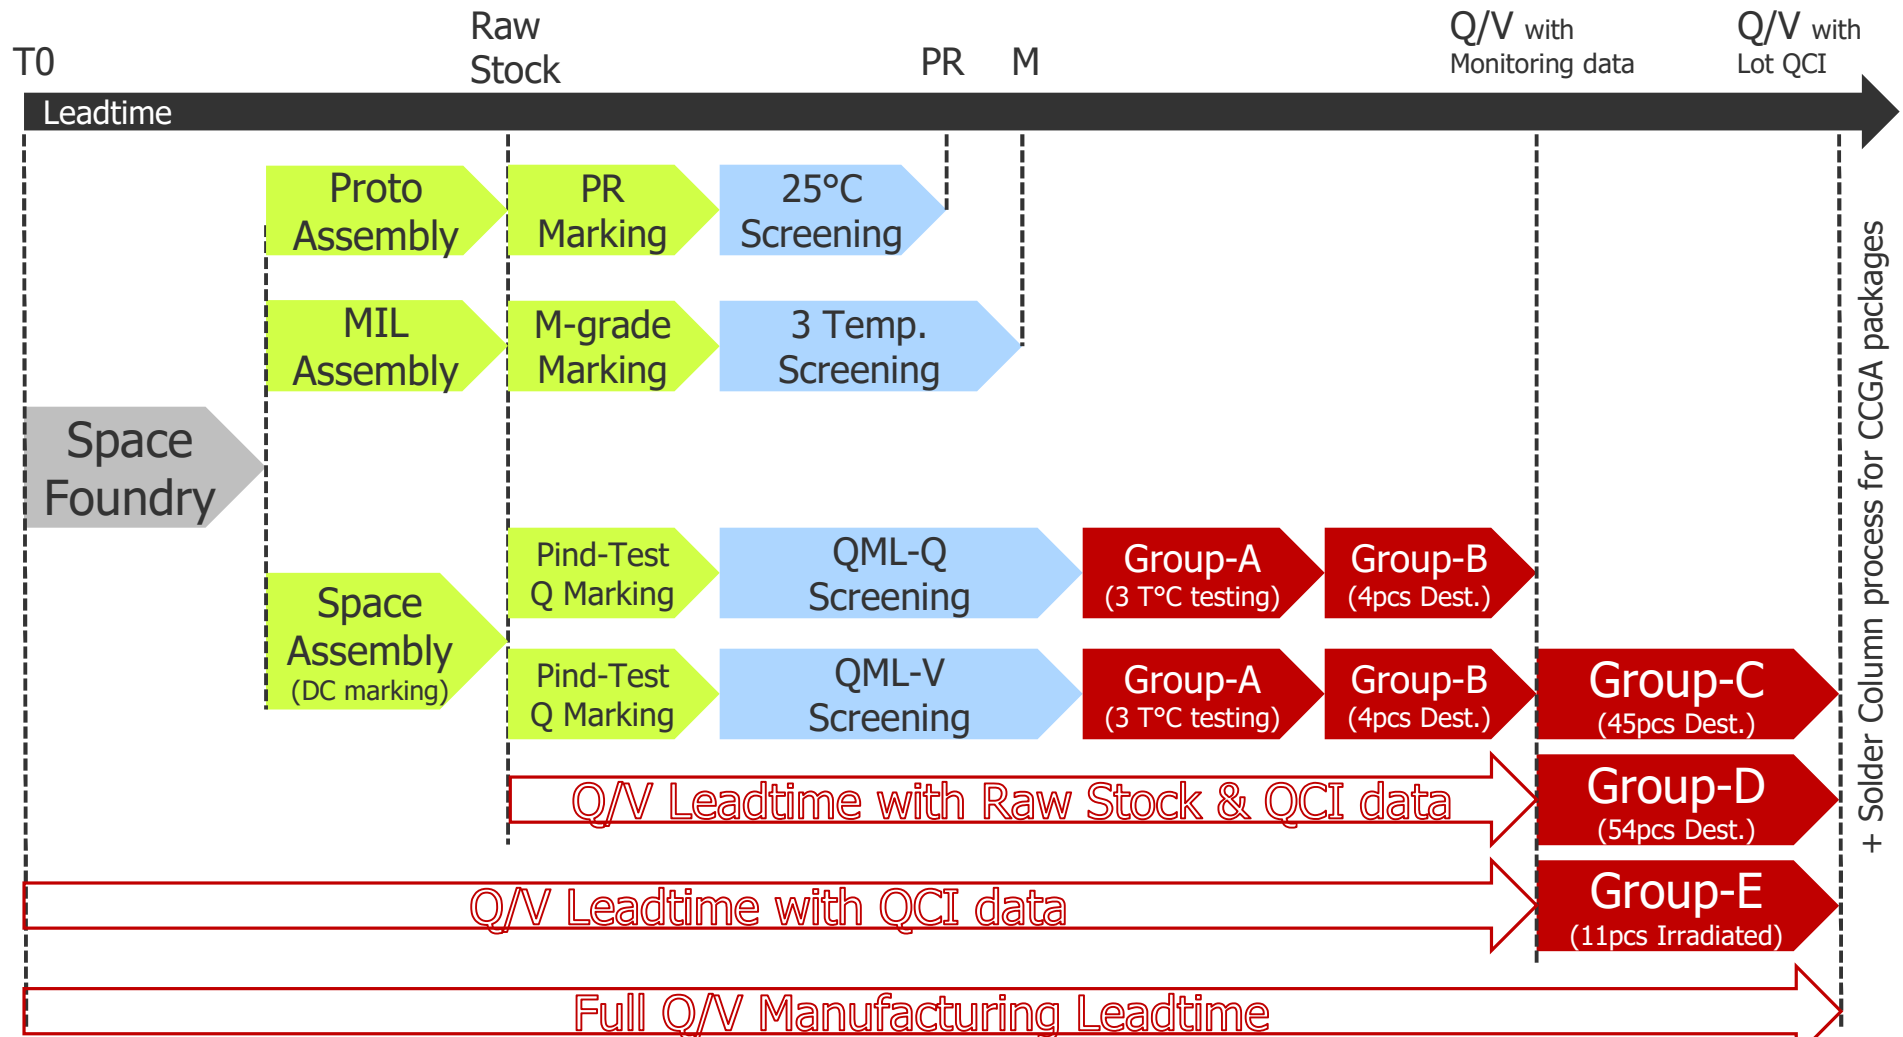 T0
Raw
Stock
PR
M
Q/V with
Monitoring data
Q/V with
Lot QCI
Leadtime
Proto
Assembly
PR
Marking
25°C
Screening
MIL
Assembly
M-grade
Marking
3 Temp.
Screening
Space
Foundry
Space
Assembly
(DC marking)
Pind-Test
Q Marking
QML-Q
Screening
Group-A
(3 T°C testing)
Group-B
(4pcs Dest.)
Pind-Test
Q Marking
QML-V
Screening
Group-A
(3 T°C testing)
Group-B
(4pcs Dest.)
Group-C
(45pcs Dest.)
Q/V Leadtime with Raw Stock & QCI data
Group-D
(54pcs Dest.)
Q/V Leadtime with QCI data
Group-E
(11pcs Irradiated)
Full Q/V Manufacturing Leadtime
+ Solder Column process for CCGA packages